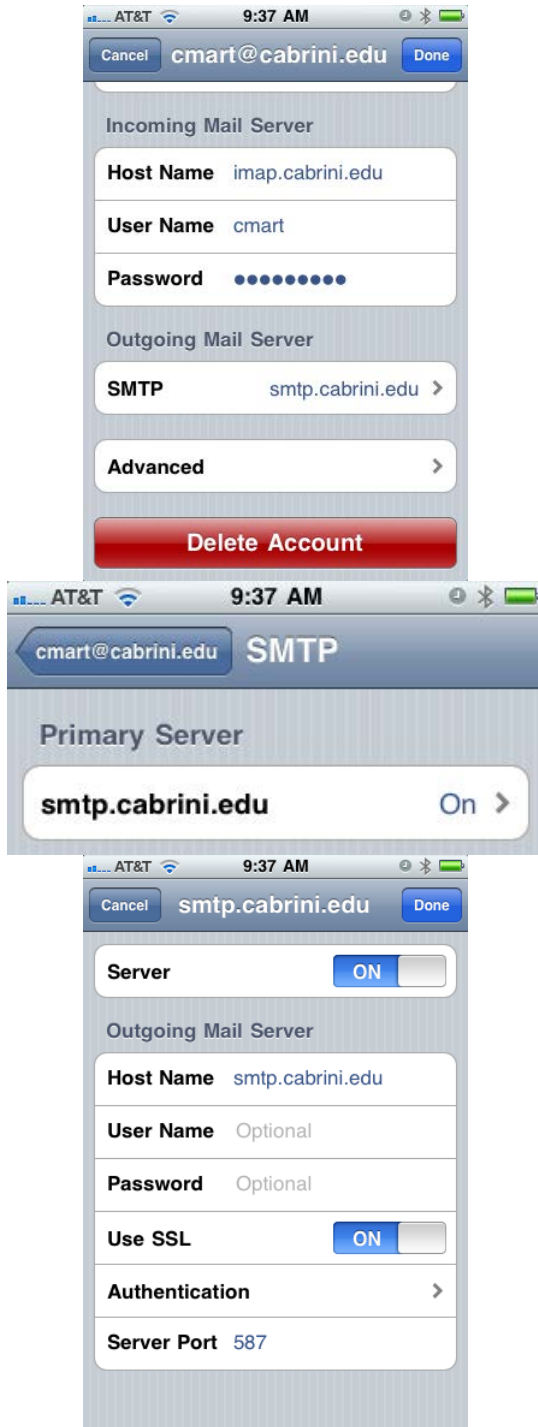 AT&T 9:37 AM
Cancel cmart@cabrini.edu Done
Incoming Mail Server
Host Name imap.cabrini.edu
User Name cmart
Password ●●●●●●●●●
Outgoing Mail Server
SMTP smtp.cabrini.edu
Advanced
Delete Account
AT&T 9:37 AM
cmart@cabrini.edu SMTP
Primary Server
smtp.cabrini.edu On
AT&T 9:37 AM
Cancel smtp.cabrini.edu Done
Server ON
Outgoing Mail Server
Host Name smtp.cabrini.edu
User Name Optional
Password Optional
Use SSL ON
Authentication
Server Port 587